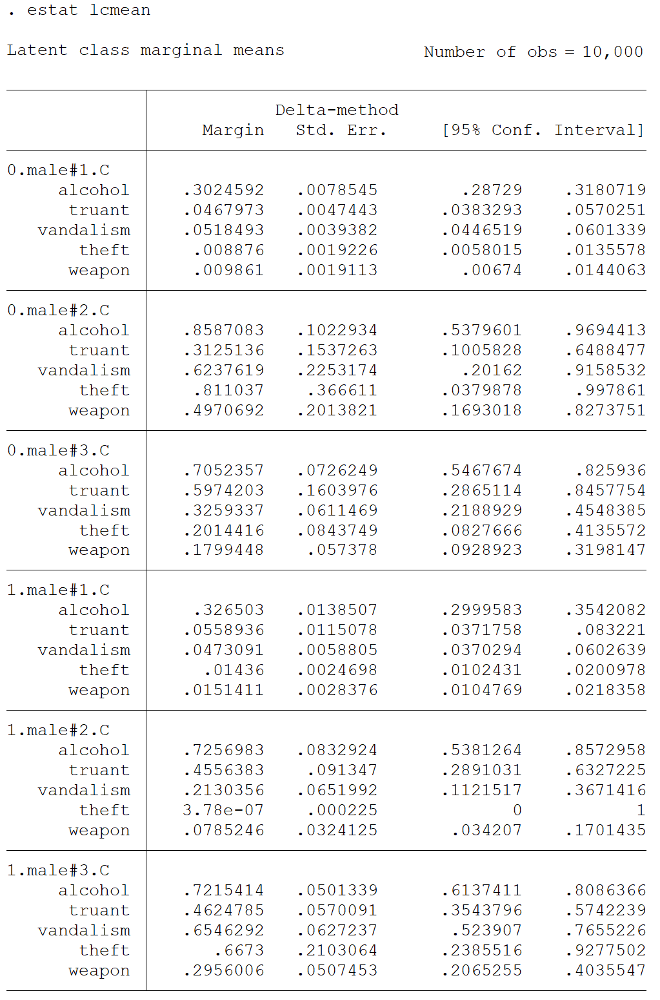 . estat lcmean
Latent class marginal means Number of obs = 10,000
Delta-method
Margin Std. Err. [95% Conf. Interval]
0.male#1.C
alcohol .3024592 .0078545 .28729 .3180719
truant .0467973 .0047443 .0383293 .0570251
vandalism .0518493 .0039382 .0446519 .0601339
theft .008876 .0019226 .0058015 .0135578
weapon .009861 .0019113 .00674 .0144063
0.male#2.C
alcohol .8587083 .1022934 .5379601 .9694413
truant .3125136 .1537263 .1005828 .6488477
vandalism .6237619 .2253174 .20162 .9158532
theft .811037 .366611 .0379878 .997861
weapon .4970692 .2013821 .1693018 .8273751
0.male#3.C
alcohol .7052357 .0726249 .5467674 .825936
truant .5974203 .1603976 .2865114 .8457754
vandalism .3259337 .0611469 .2188929 .4548385
theft .2014416 .0843749 .0827666 .4135572
weapon .1799448 .057378 .0928923 .3198147
1.male#1.C
alcohol .326503 .0138507 .2999583 .3542082
truant .0558936 .0115078 .0371758 .083221
vandalism .0473091 .0058805 .0370294 .0602639
theft .01436 .0024698 .0102431 .0200978
weapon .0151411 .0028376 .0104769 .0218358
1.male#2.C
alcohol .7256983 .0832924 .5381264 .8572958
truant .4556383 .091347 .2891031 .6327225
vandalism .2130356 .0651992 .1121517 .3671416
theft 3.78e-07 .000225 0 1
weapon .0785246 .0324125 .034207 .1701435
1.male#3.C
alcohol .7215414 .0501339 .6137411 .8086366
truant .4624785 .0570091 .3543796 .5742239
vandalism .6546292 .0627237 .523907 .7655226
theft .6673 .2103064 .2385516 .9277502
weapon .2956006 .0507453 .2065255 .4035547